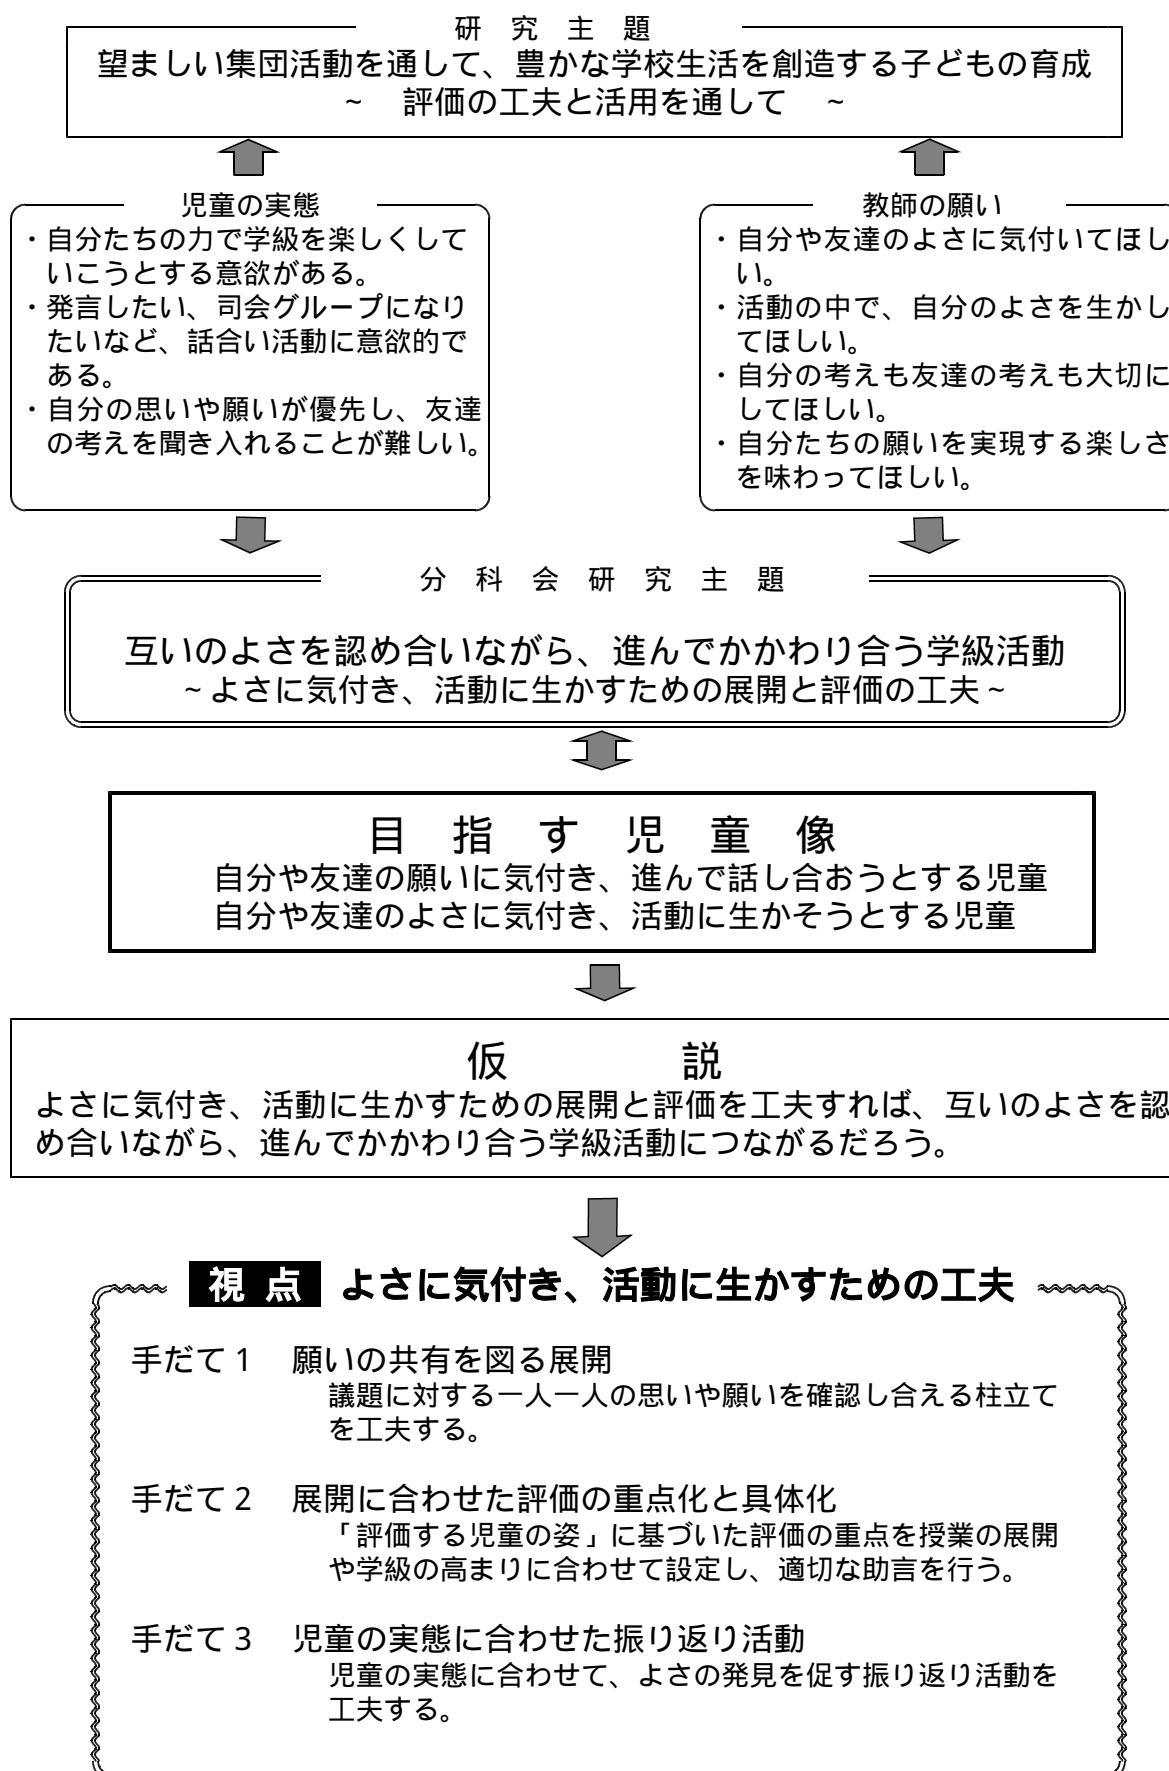 研究主題
望ましい集団活動を通して、豊かな学校生活を創造する子どもの育成
~ 評価の工夫と活用を通して ~
児童の実態
・自分たちの力で学級を楽しくして
いこうとする意欲がある。
・発言したい、司会グループになり
たいなど、話合い活動に意欲的で
ある。
・自分の思いや願いが優先し、友達
の考えを聞き入れることが難しい。
教師の願い
・自分や友達のよさに気付いてほし
い。
・活動の中で、自分のよさを生かし
てほしい。
・自分の考えも友達の考えも大切に
してほしい。
・自分たちの願いを実現する楽しさ
を味わってほしい。
分科会研究主題
互いのよさを認め合いながら、進んでかかわり合う学級活動
~よさに気付き、活動に生かすための展開と評価の工夫~
目指す児童像
自分や友達の願いに気付き、進んで話し合おうとする児童
自分や友達のよさに気付き、活動に生かそうとする児童
仮説
よさに気付き、活動に生かすための展開と評価を工夫すれば、互いのよさを認
め合いながら、進んでかかわり合う学級活動につながるだろう。
視点 よさに気付き、活動に生かすための工夫
手だて1 願いの共有を図る展開
議題に対する一人一人の思いや願いを確認し合える柱立て
を工夫する。
手だて2 展開に合わせた評価の重点化と具体化
「評価する児童の姿」に基づいた評価の重点を授業の展開
や学級の高まりに合わせて設定し、適切な助言を行う。
手だて3 児童の実態に合わせた振り返り活動
児童の実態に合わせて、よさの発見を促す振り返り活動を
工夫する。